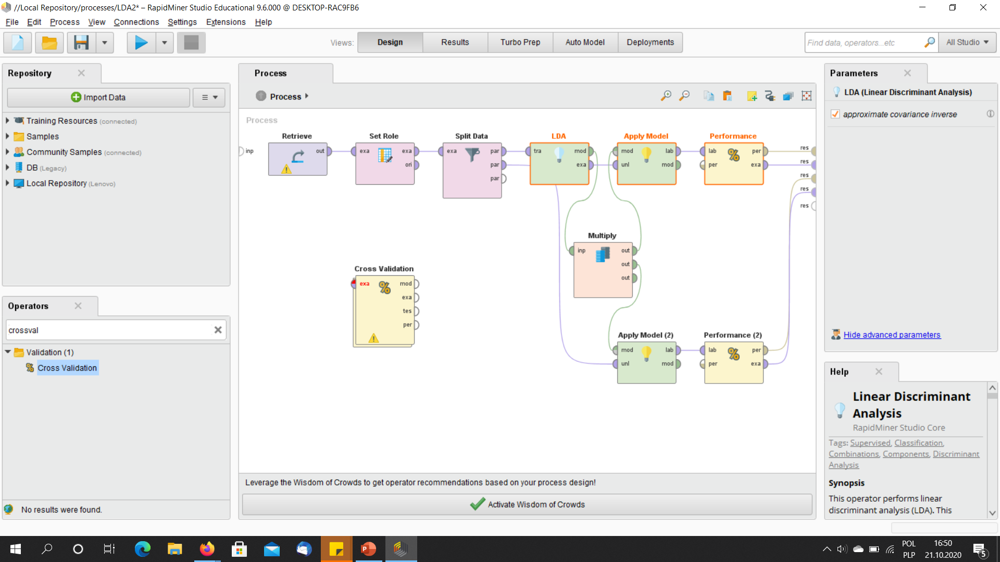 //Local Repository/processes/LDA2* – RapidMiner Studio Educational 9.6.000 @ DESKTOP-RAC9FB6
File Edit Process View Connections Settings Extensions Help
Views: Design Results Turbo Prep Auto Model Deployments
Find data, operators...etc
All Studio
Repository
Import Data
Training Resources (connected)
Samples
Community Samples (connected)
DB (Legacy)
Local Repository (Lenovo)
Operators
crossval
Validation (1)
Cross Validation
No results were found.
Process
Process
Process
inp
Retrieve
out
Set Role
exa exa
ori
Split Data
exa par
par
par
LDA
tra mod
exa
Apply Model
mod lab
unl mod
Performance
lab per
per exa
res
res
res
res
res
Multiply
inp out
out
out
Cross Validation
exa mod
exa
tes
per
Apply Model (2)
mod lab
unl mod
Performance (2)
lab per
per exa
Leverage the Wisdom of Crowds to get operator recommendations based on your process design!
Activate Wisdom of Crowds
Parameters
LDA (Linear Discriminant Analysis)
approximate covariance inverse
Hide advanced parameters
Help
Linear Discriminant
Analysis
RapidMiner Studio Core
Tags: Supervised, Classification,
Combinations, Components, Discriminant
Analysis
Synopsis
This operator performs linear
discriminant analysis (LDA). This
POL
PLP
16:50
21.10.2020
5